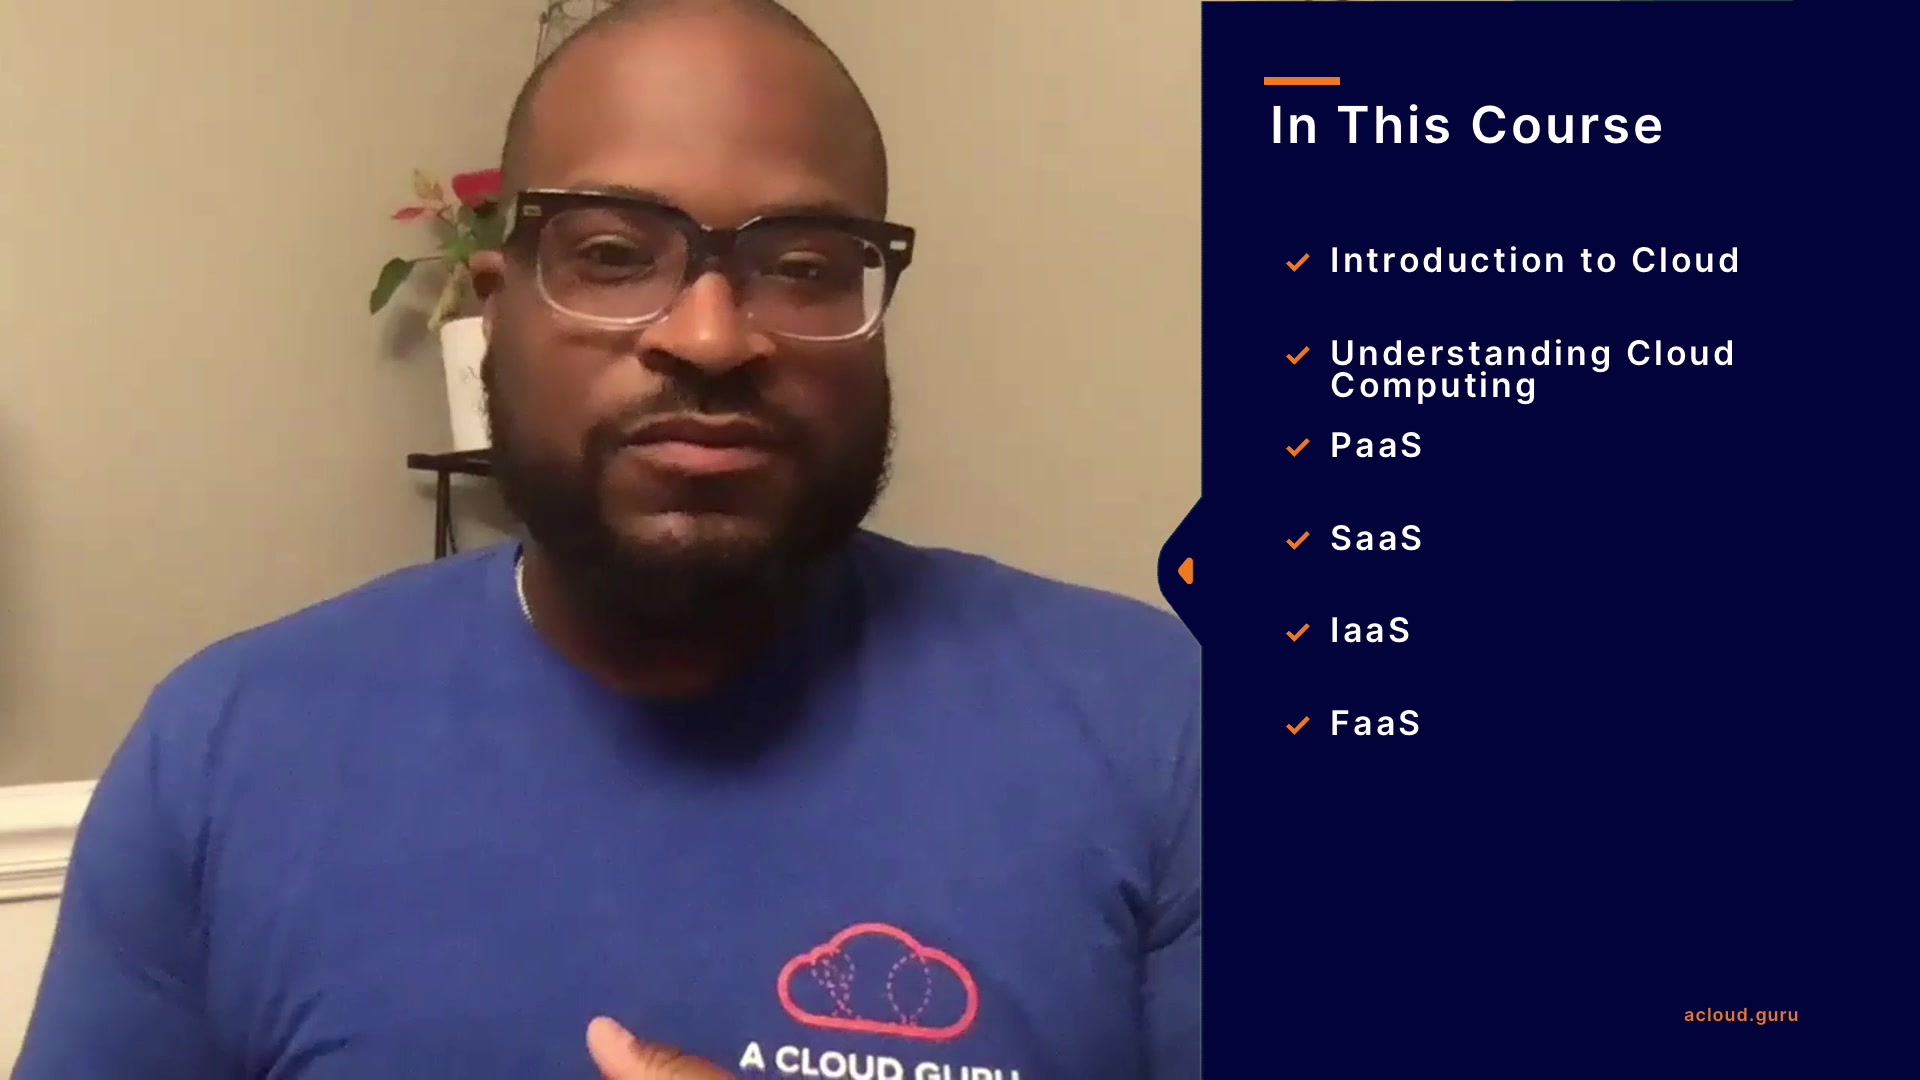 In This Course
Introduction to Cloud
Understanding Cloud
Computing
PaaS
SaaS
IaaS
FaaS
acloud.guru
A CLOUD GURU